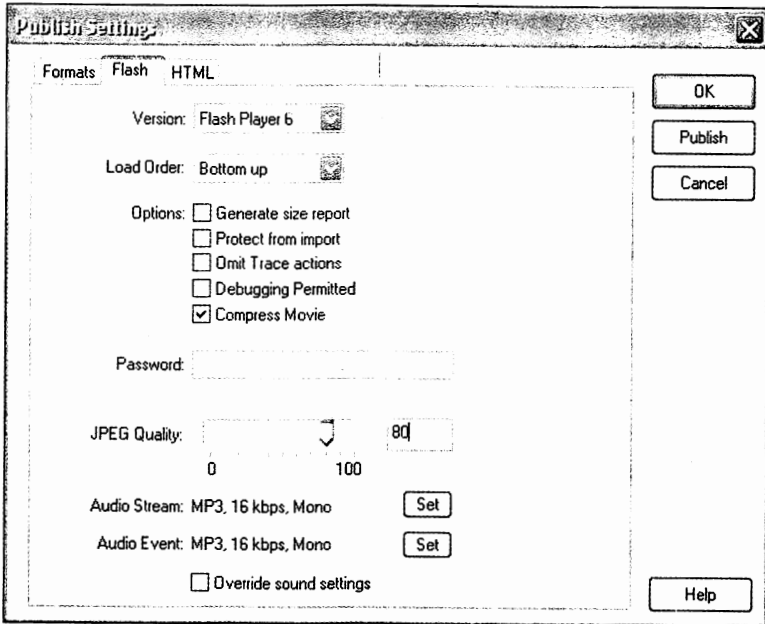 Publish Settings
Formats Flash HTML
OK
Version: Flash Player 6
Publish
Load Order: Bottom up
Cancel
Options: Generate size report
Protect from import
Omit Trace actions
Debugging Permitted
Compress Movie
Password:
JPEG Quality: 80
0 100
Audio Stream: MP3, 16 kbps, Mono Set
Audio Event: MP3, 16 kbps, Mono Set
Override sound settings
Help